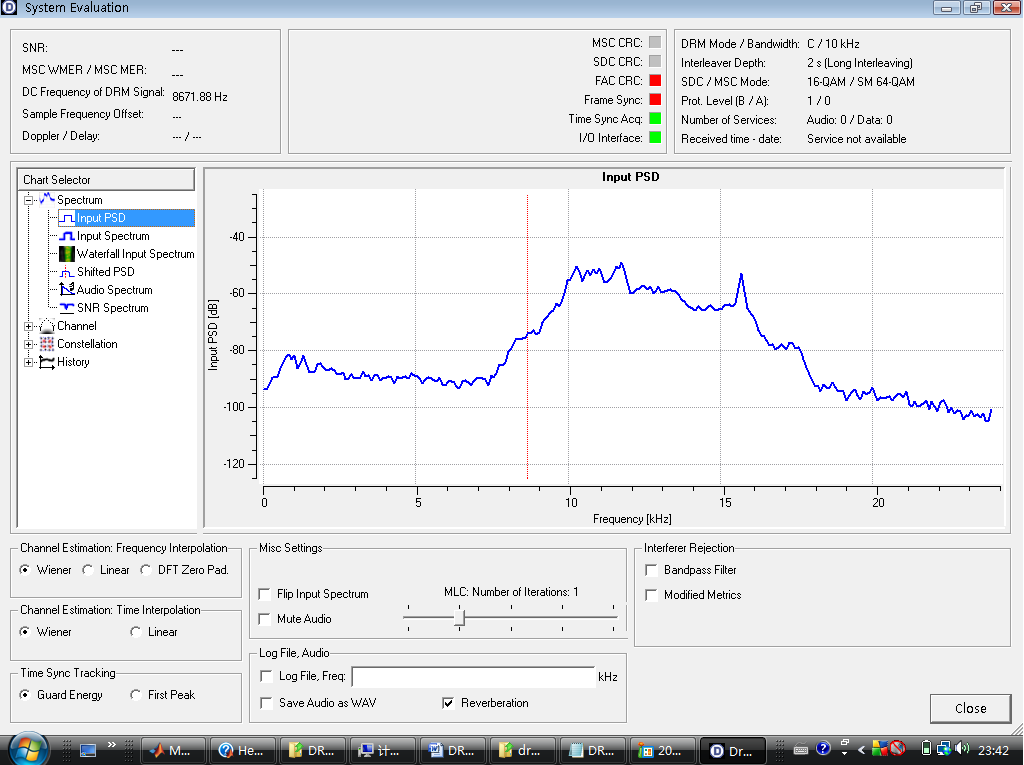 System Evaluation
SNR: ---
MSC WMER / MSC MER: ---
DC Frequency of DRM Signal: 8671.88 Hz
Sample Frequency Offset: ---
Doppler / Delay: --- / ---
MSC CRC:
SDC CRC:
FAC CRC:
Frame Sync:
Time Sync Acq:
I/O Interface:
DRM Mode / Bandwidth: C / 10 kHz
Interleaver Depth: 2 s (Long Interleaving)
SDC / MSC Mode: 16-QAM / SM 64-QAM
Prot. Level (B / A): 1 / 0
Number of Services: Audio: 0 / Data: 0
Received time - date: Service not available
Chart Selector
Spectrum
Input PSD
Input Spectrum
Waterfall Input Spectrum
Shifted PSD
Audio Spectrum
SNR Spectrum
Channel
Constellation
History
Input PSD
Input PSD [dB]
-40
-60
-80
-100
-120
0 5 10 15 20
Frequency [kHz]
Channel Estimation: Frequency Interpolation
Wiener Linear DFT Zero Pad.
Channel Estimation: Time Interpolation
Wiener Linear
Time Sync Tracking
Guard Energy First Peak
Misc Settings
Flip Input Spectrum
Mute Audio
MLC: Number of Iterations: 1
Log File, Audio
Log File, Freq: kHz
Save Audio as WAV Reverberation
Interferer Rejection
Bandpass Filter
Modified Metrics
Close
M... He... DR... 计... DR... dr... DR... 20... Dr... 23:42